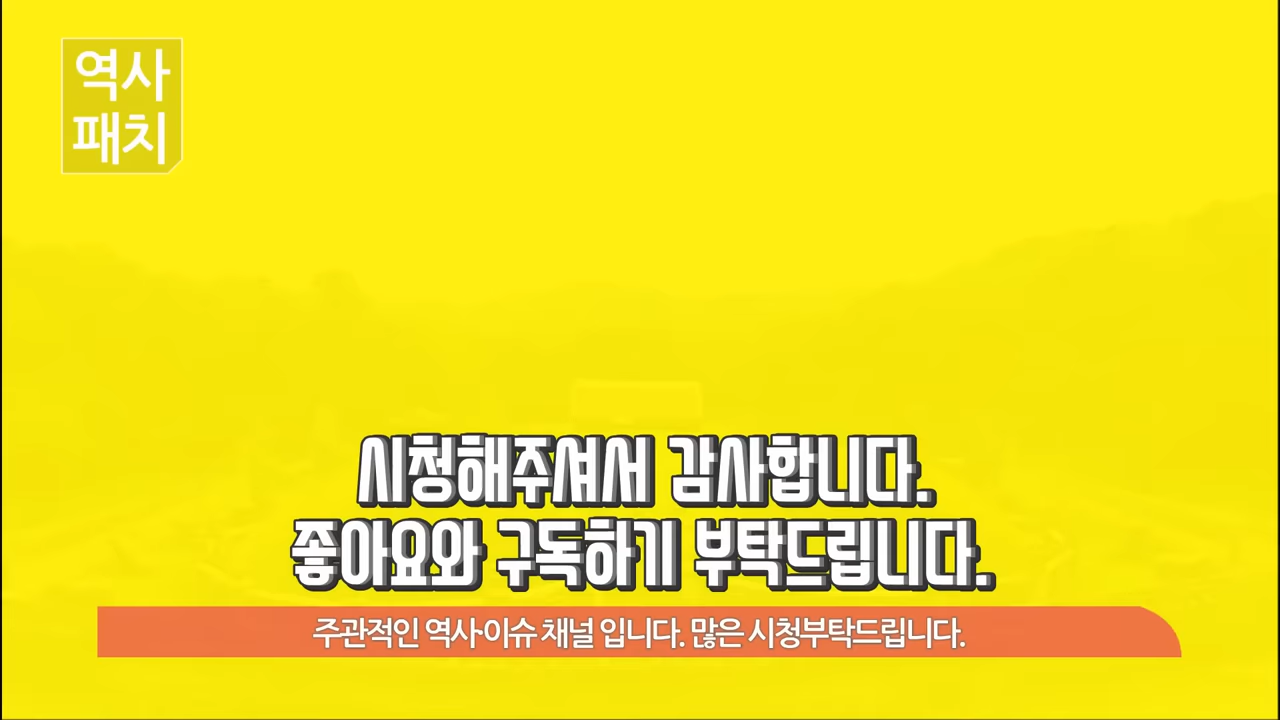 역사
패치
시청해주셔서 감사합니다.
좋아요와 구독하기 부탁드립니다.
주관적인 역사·이슈 채널 입니다. 많은 시청부탁드립니다.